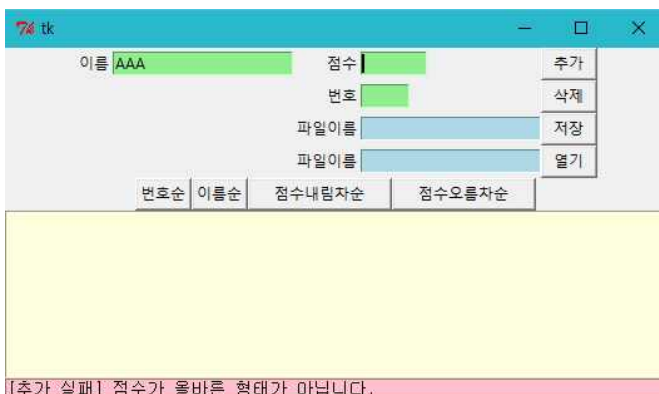 tk
이름 AAA 점수 추가
번호 삭제
파일이름 저장
파일이름 열기
번호순 이름순 점수내림차순 점수오름차순
[추가 실패] 점수가 올바른 형태가 아닙니다.